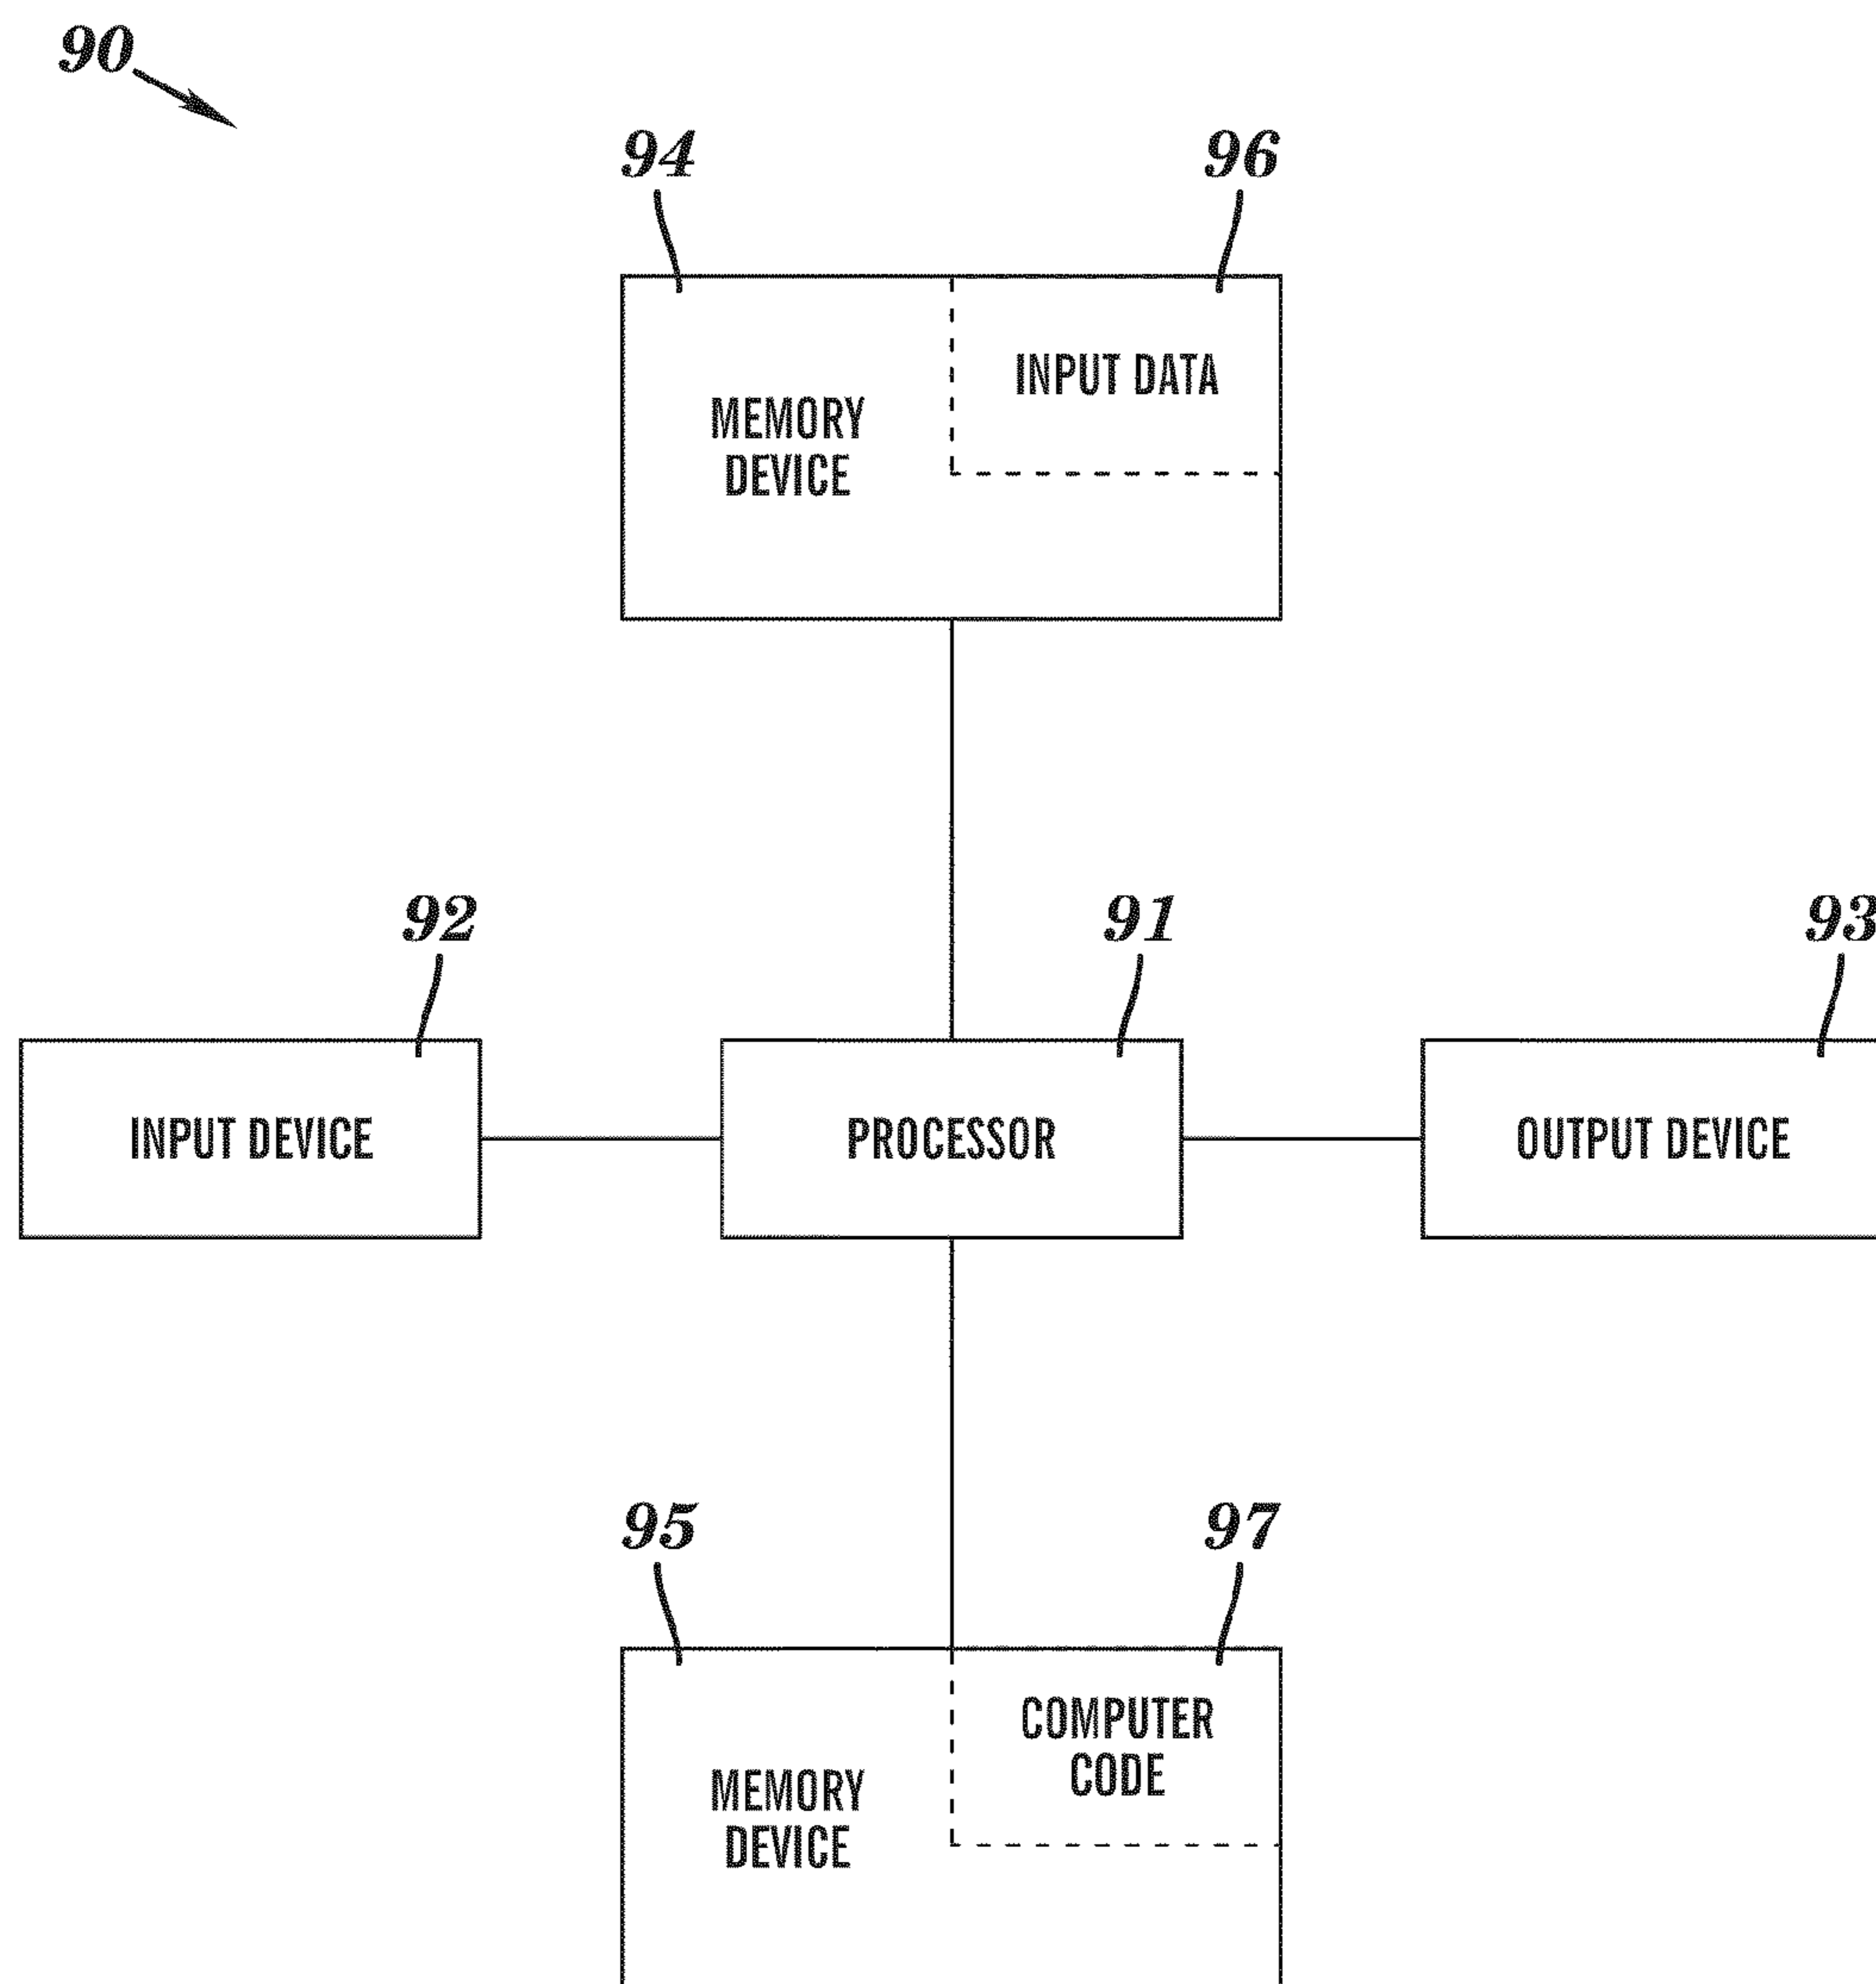 90
94
96
INPUT DATA
MEMORY
DEVICE
92
91
93
INPUT DEVICE
PROCESSOR
OUTPUT DEVICE
95
97
COMPUTER
CODE
MEMORY
DEVICE